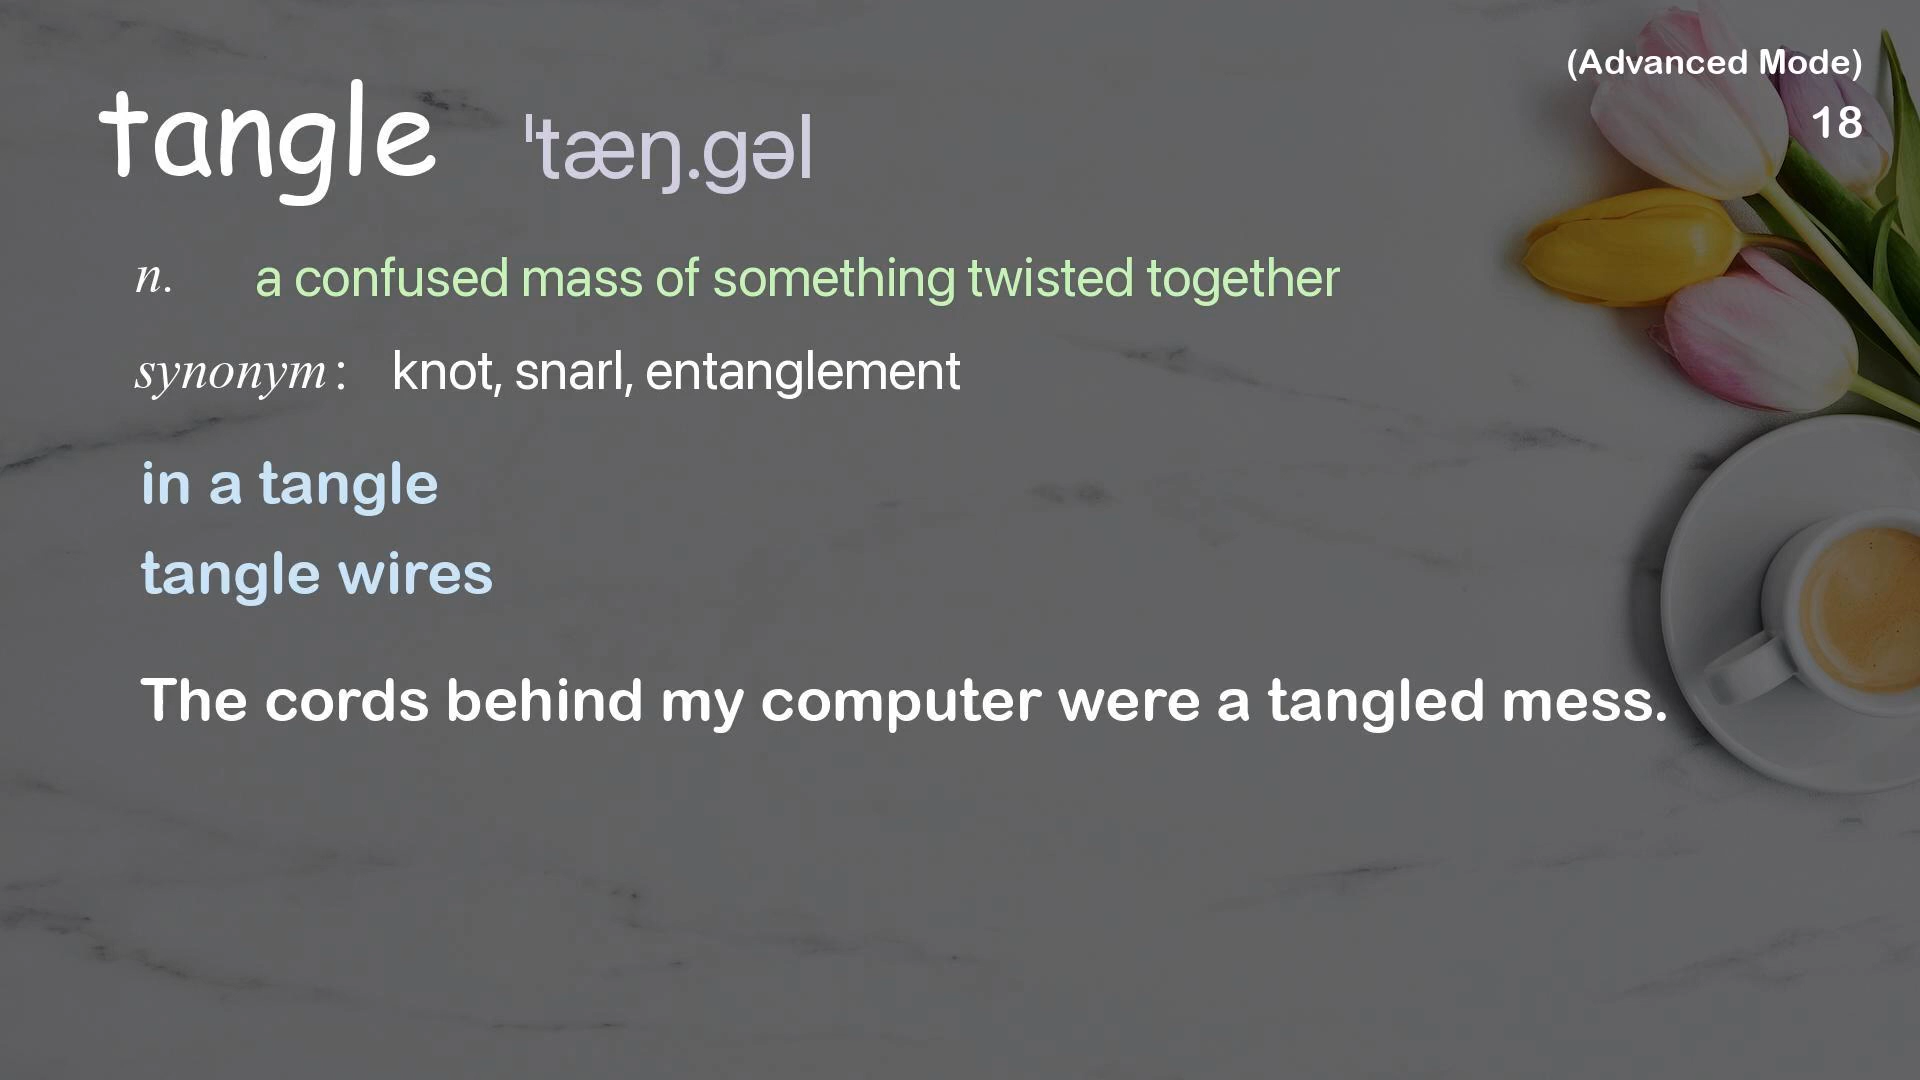 (Advanced Mode)
18
tangle ˈtæŋ.gəl
n. a confused mass of something twisted together
synonym: knot, snarl, entanglement
in a tangle
tangle wires
The cords behind my computer were a tangled mess.